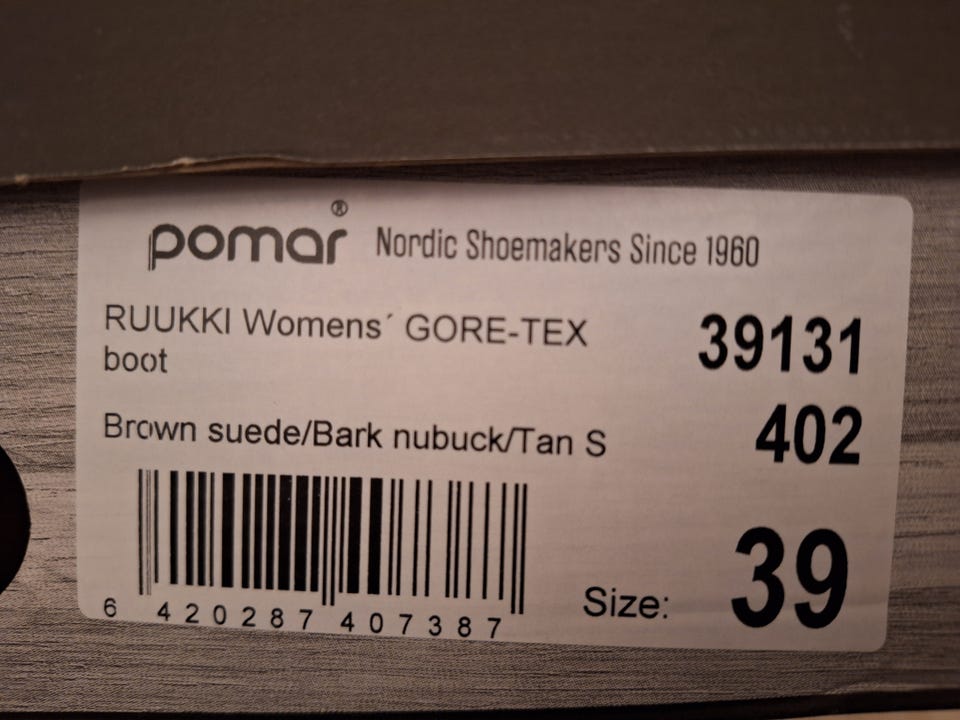 pomar® Nordic Shoemakers Since 1960
RUUKKI Womens´ GORE-TEX
boot
39131
Brown suede/Bark nubuck/Tan S
402
6 420287 407387
Size: 39